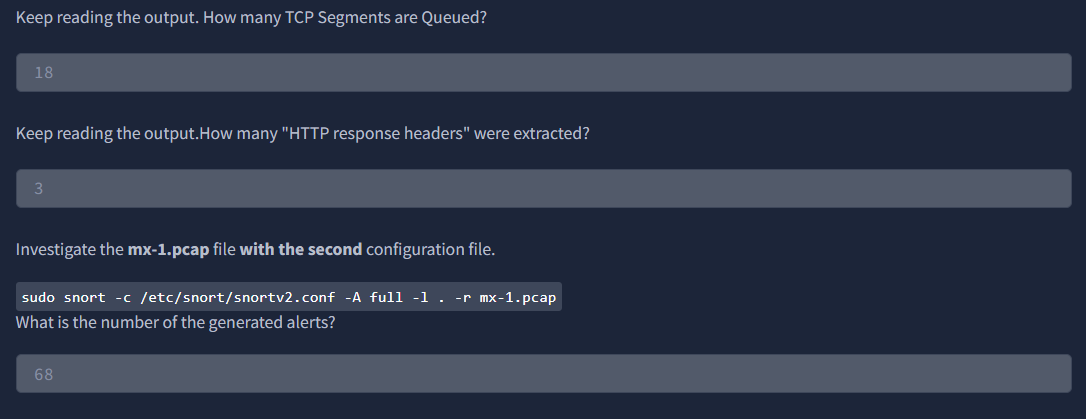 Keep reading the output. How many TCP Segments are Queued?
18
Keep reading the output.How many "HTTP response headers" were extracted?
3
Investigate the mx-1.pcap file with the second configuration file.
sudo snort -c /etc/snort/snortv2.conf -A full -l . -r mx-1.pcap
What is the number of the generated alerts?
68